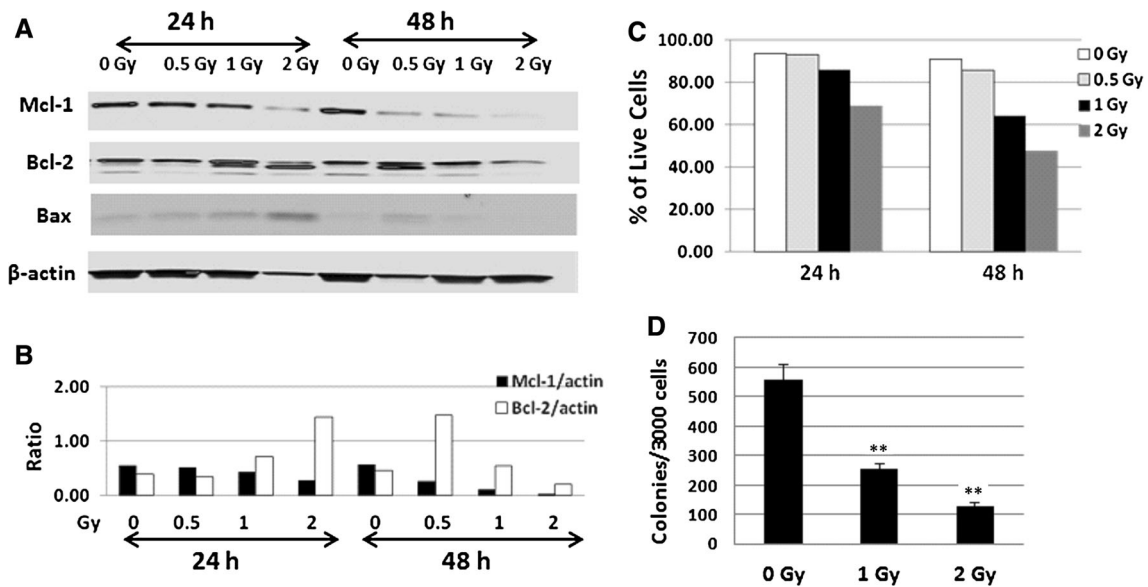 A
24 h 48 h
0 Gy 0.5 Gy 1 Gy 2 Gy 0 Gy 0.5 Gy 1 Gy 2 Gy
Mcl-1
Bcl-2
Bax
β-actin
B
2.00
1.00
0.00
Ratio
Mcl-1/actin
Bcl-2/actin
Gy 0 0.5 1 2 0 0.5 1 2
24 h 48 h
C
100.00
80.00
60.00
40.00
20.00
0.00
% of Live Cells
0 Gy
0.5 Gy
1 Gy
2 Gy
24 h 48 h
D
700
600
500
400
300
200
100
0
Colonies/3000 cells
**
**
0 Gy 1 Gy 2 Gy